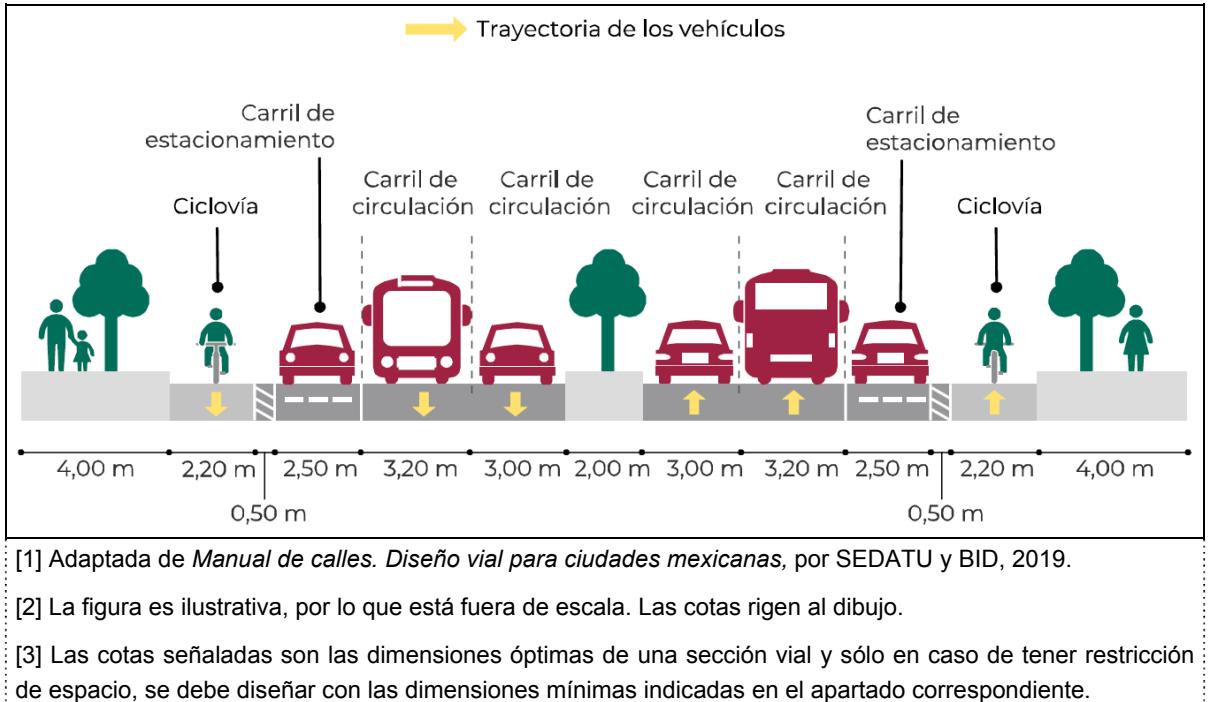 Trayectoria de los vehículos
Carril de
estacionamiento
Carril de
estacionamiento
Carril de
circulación
Carril de
circulación
Carril de
circulación
Carril de
circulación
Ciclovía
Ciclovía
4,00 m 2,20 m 2,50 m 3,20 m 3,00 m 2,00 m 3,00 m 3,20 m 2,50 m 2,20 m 4,00 m
0,50 m 0,50 m
[1] Adaptada de Manual de calles. Diseño vial para ciudades mexicanas, por SEDATU y BID, 2019.
[2] La figura es ilustrativa, por lo que está fuera de escala. Las cotas rigen al dibujo.
[3] Las cotas señaladas son las dimensiones óptimas de una sección vial y sólo en caso de tener restricción
de espacio, se debe diseñar con las dimensiones mínimas indicadas en el apartado correspondiente.